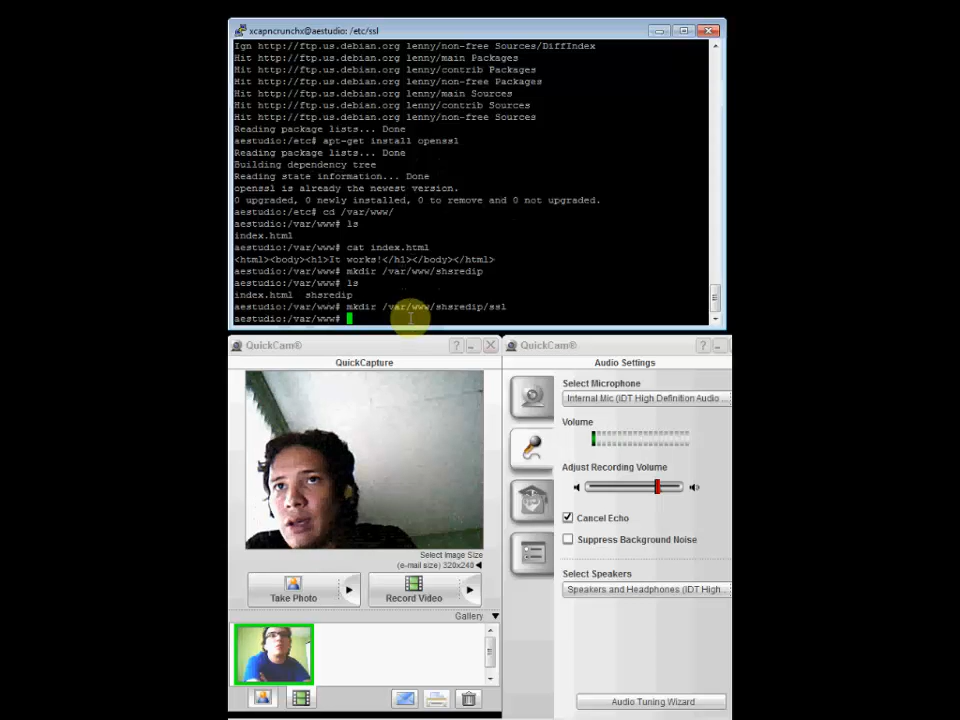 xcapncrunchx@aestudio: /etc/ssl
Ign http://ftp.us.debian.org lenny/non-free Sources/DiffIndex
Hit http://ftp.us.debian.org lenny/main Packages
Hit http://ftp.us.debian.org lenny/contrib Packages
Hit http://ftp.us.debian.org lenny/non-free Packages
Hit http://ftp.us.debian.org lenny/main Sources
Hit http://ftp.us.debian.org lenny/contrib Sources
Hit http://ftp.us.debian.org lenny/non-free Sources
Reading package lists... Done
aestudio:/etc# apt-get install openssl
Reading package lists... Done
Building dependency tree
Reading state information... Done
openssl is already the newest version.
0 upgraded, 0 newly installed, 0 to remove and 0 not upgraded.
aestudio:/etc# cd /var/www/
aestudio:/var/www# ls
index.html
aestudio:/var/www# cat index.html
<html><body><h1>It works!</h1></body></html>
aestudio:/var/www# mkdir /var/www/shsredip
aestudio:/var/www# ls
index.html  shsredip
aestudio:/var/www# mkdir /var/www/shsredip/ssl
aestudio:/var/www#
QuickCam®
QuickCapture
Select Image Size
(e-mail size) 320x240
Take Photo
Record Video
Gallery
QuickCam®
Audio Settings
Select Microphone
Internal Mic (IDT High Definition Audio ...
Volume
Adjust Recording Volume
Cancel Echo
Suppress Background Noise
Select Speakers
Speakers and Headphones (IDT High ...
Audio Tuning Wizard